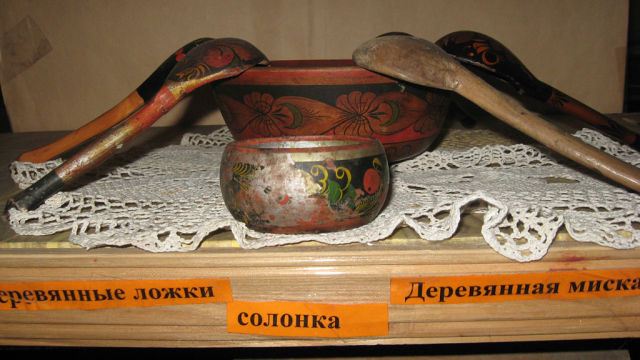 еревянные ложки
солонка
Деревянная миска